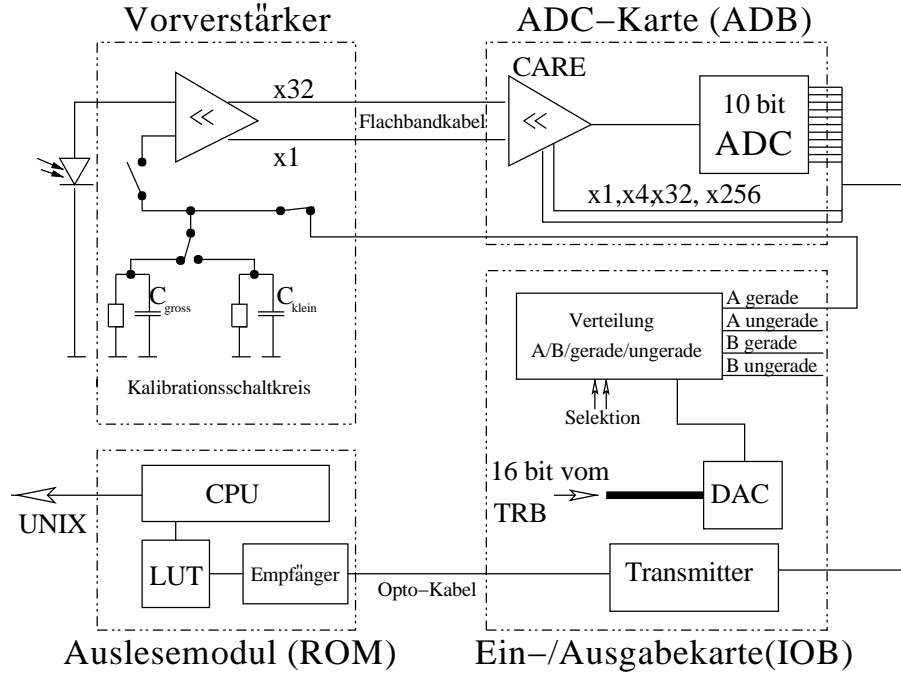 Vorverstärker
ADC−Karte (ADB)
CARE
x32
<<
Flachbandkabel
<<
10 bit
ADC
x1
x1,x4,x32, x256
C gross
C klein
Kalibrationsschaltkreis
Verteilung
A/B/gerade/ungerade
A gerade
A ungerade
B gerade
B ungerade
Selektion
16 bit vom
TRB
DAC
CPU
UNIX
LUT
Empfänger
Opto−Kabel
Transmitter
Auslesemodul (ROM)
Ein−/Ausgabekarte(IOB)